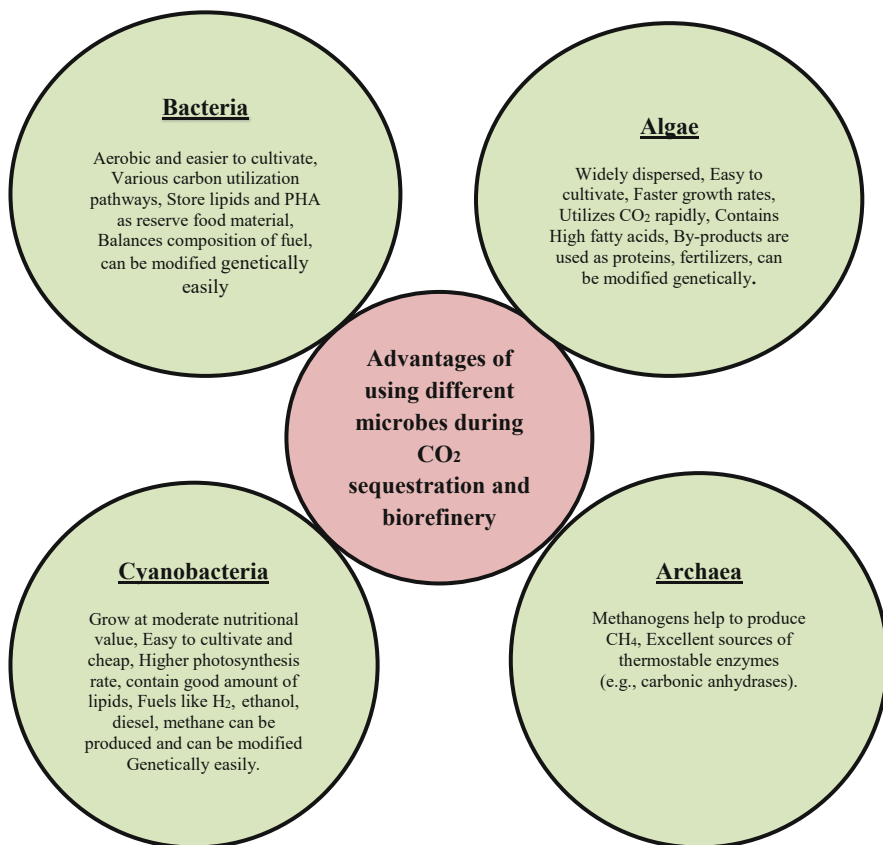 Bacteria
Aerobic and easier to cultivate,
Various carbon utilization
pathways, Store lipids and PHA
as reserve food material,
Balances composition of fuel,
can be modified genetically
easily
Algae
Widely dispersed, Easy to
cultivate, Faster growth rates,
Utilizes CO₂ rapidly, Contains
High fatty acids, By-products are
used as proteins, fertilizers, can
be modified genetically.
Advantages of
using different
microbes during
CO₂
sequestration and
biorefinery
Cyanobacteria
Grow at moderate nutritional
value, Easy to cultivate and
cheap, Higher photosynthesis
rate, contain good amount of
lipids, Fuels like H₂, ethanol,
diesel, methane can be
produced and can be modified
Genetically easily.
Archaea
Methanogens help to produce
CH₄, Excellent sources of
thermostable enzymes
(e.g., carbonic anhydrases).